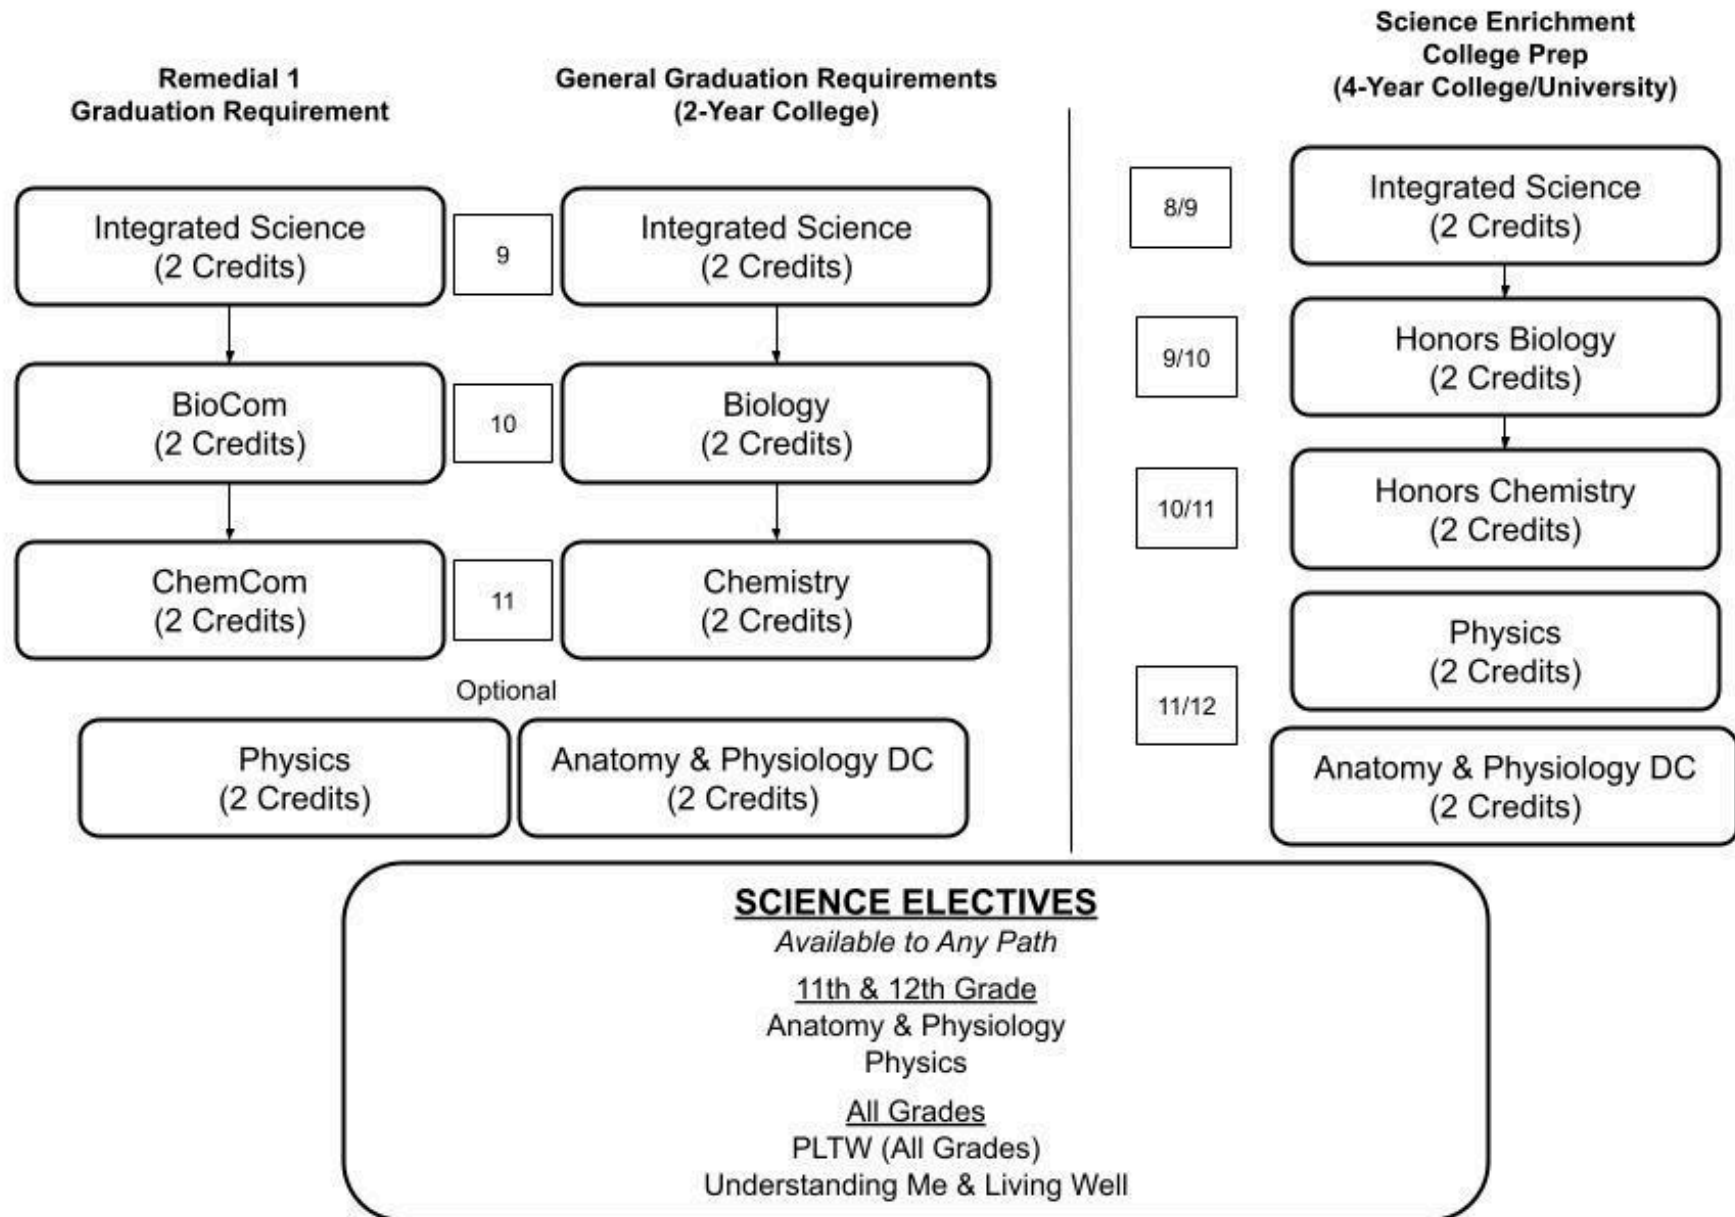 Remedial 1
Graduation Requirement
General Graduation Requirements
(2-Year College)
Science Enrichment
College Prep
(4-Year College/University)
Integrated Science
(2 Credits)
9
Integrated Science
(2 Credits)
BioCom
(2 Credits)
10
Biology
(2 Credits)
ChemCom
(2 Credits)
11
Chemistry
(2 Credits)
Optional
Physics
(2 Credits)
Anatomy & Physiology DC
(2 Credits)
8/9
Integrated Science
(2 Credits)
9/10
Honors Biology
(2 Credits)
10/11
Honors Chemistry
(2 Credits)
11/12
Physics
(2 Credits)
Anatomy & Physiology DC
(2 Credits)
SCIENCE ELECTIVES
Available to Any Path
11th & 12th Grade
Anatomy & Physiology
Physics
All Grades
PLTW (All Grades)
Understanding Me & Living Well